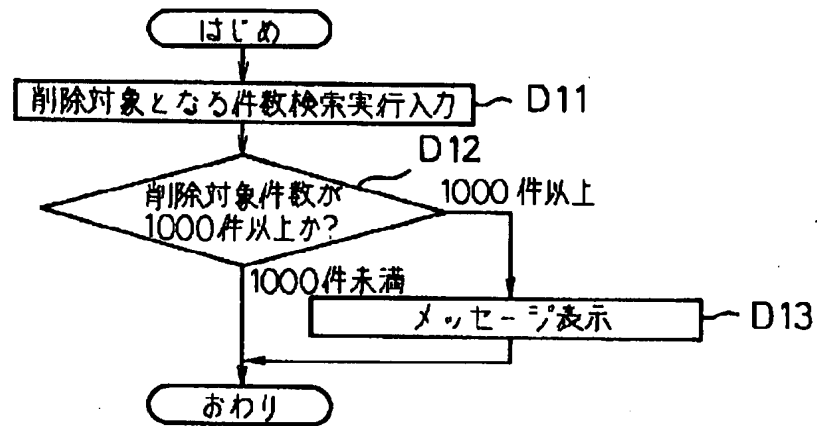 はじめ
削除対象となる件数検索実行入力
D11
D12
削除対象件数が
1000件以上か?
1000件以上
1000件未満
メッセージ表示
D13
おわり